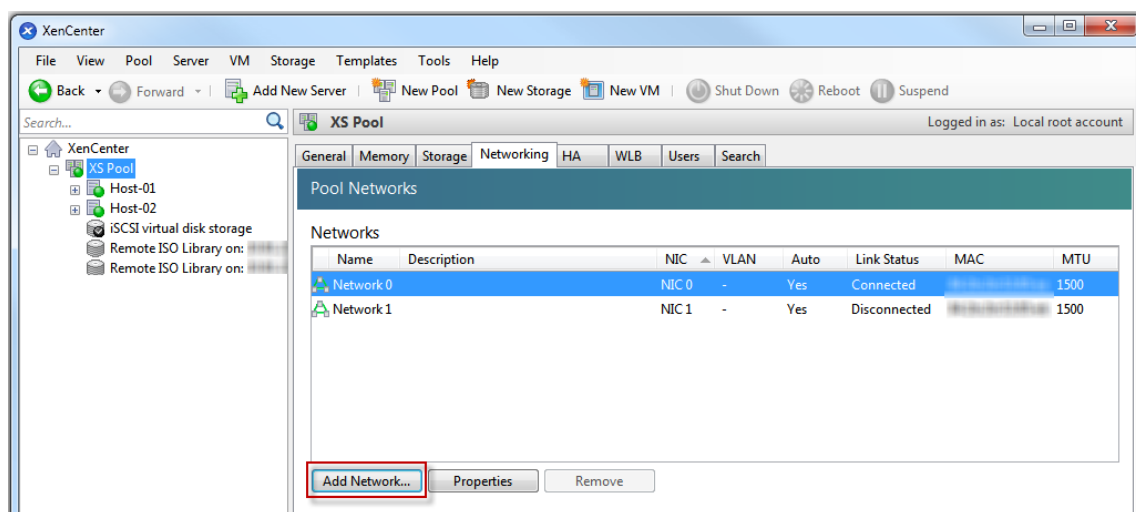 XenCenter
File View Pool Server VM Storage Templates Tools Help
Back Forward Add New Server New Pool New Storage New VM Shut Down Reboot Suspend
Search...
XS Pool Logged in as: Local root account
XenCenter
XS Pool
Host-01
Host-02
iSCSI virtual disk storage
Remote ISO Library on:
Remote ISO Library on:
General Memory Storage Networking HA WLB Users Search
Pool Networks
Networks
Name Description NIC VLAN Auto Link Status MAC MTU
Network 0 NIC 0 - Yes Connected 1500
Network 1 NIC 1 - Yes Disconnected 1500
Add Network... Properties Remove